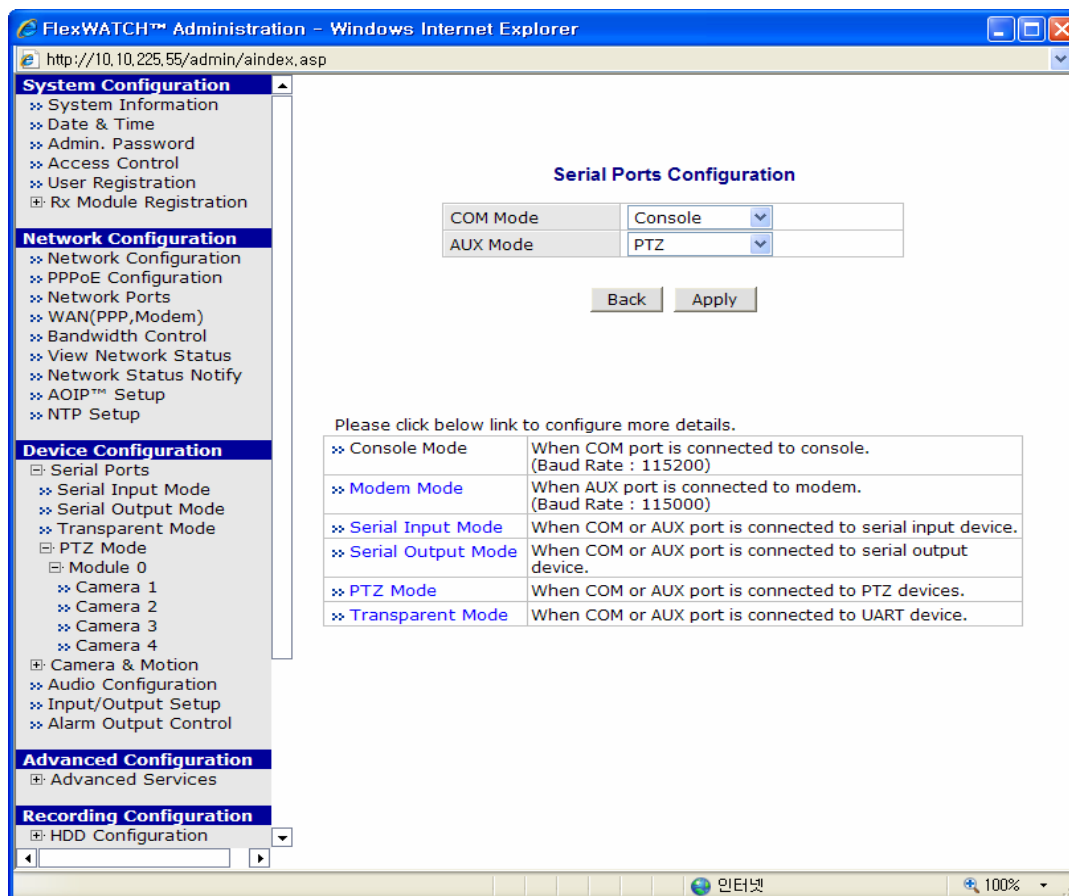 FlexWATCH™ Administration - Windows Internet Explorer
http://10,10,225,55/admin/aindex,asp
System Configuration
System Information
Date & Time
Admin. Password
Access Control
User Registration
Rx Module Registration
Network Configuration
Network Configuration
PPPoE Configuration
Network Ports
WAN(PPP,Modem)
Bandwidth Control
View Network Status
Network Status Notify
AOIP™ Setup
NTP Setup
Device Configuration
Serial Ports
Serial Input Mode
Serial Output Mode
Transparent Mode
PTZ Mode
Module 0
Camera 1
Camera 2
Camera 3
Camera 4
Camera & Motion
Audio Configuration
Input/Output Setup
Alarm Output Control
Advanced Configuration
Advanced Services
Recording Configuration
HDD Configuration
Serial Ports Configuration
COM Mode Console
AUX Mode PTZ
Back Apply
Please click below link to configure more details.
Console Mode When COM port is connected to console.
(Baud Rate : 115200)
Modem Mode When AUX port is connected to modem.
(Baud Rate : 115000)
Serial Input Mode When COM or AUX port is connected to serial input device.
Serial Output Mode When COM or AUX port is connected to serial output
device.
PTZ Mode When COM or AUX port is connected to PTZ devices.
Transparent Mode When COM or AUX port is connected to UART device.
인터넷 100%